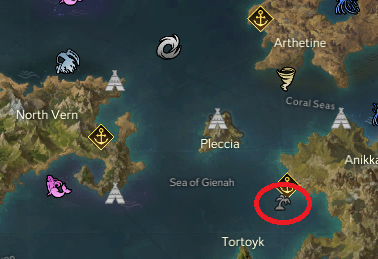 Arthetine
Coral Seas
North Vern
Pleccia
Anikka
Sea of Gienah
Tortoyk